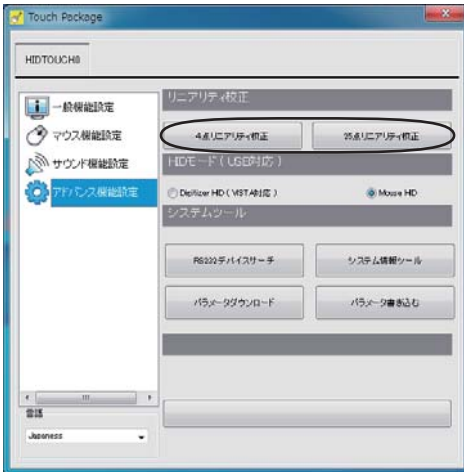 Touch Package
HIDTOUCH0
一般機能設定
マウス機能設定
サウンド機能設定
アドバンス機能設定
リニアリティ校正
4点リニアリティ校正
25点リニアリティ校正
HIDモード ( USB対応 )
Digitizer HID ( VISTA対応 )
Mouse HID
システムツール
RS232デバイスサーチ
システム情報ツール
パラメータダウンロード
パラメータ書き込む
言語
Japaness